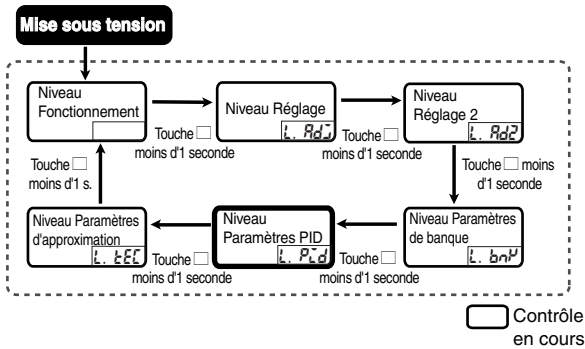 Mise sous tension
Niveau
Fonctionnement
Touche
moins d'1 seconde
Niveau Réglage
L. AdJ
Touche
moins d'1 seconde
Niveau
Réglage 2
L. Ad2
Touche moins
d'1 seconde
Niveau Paramètres
de banque
L. bnK
Touche
moins d'1 seconde
Niveau
Paramètres PID
L. Pid
Touche
moins d'1 seconde
Niveau Paramètres
d'approximation
L. tEC
Touche
moins d'1 s.
Contrôle
en cours